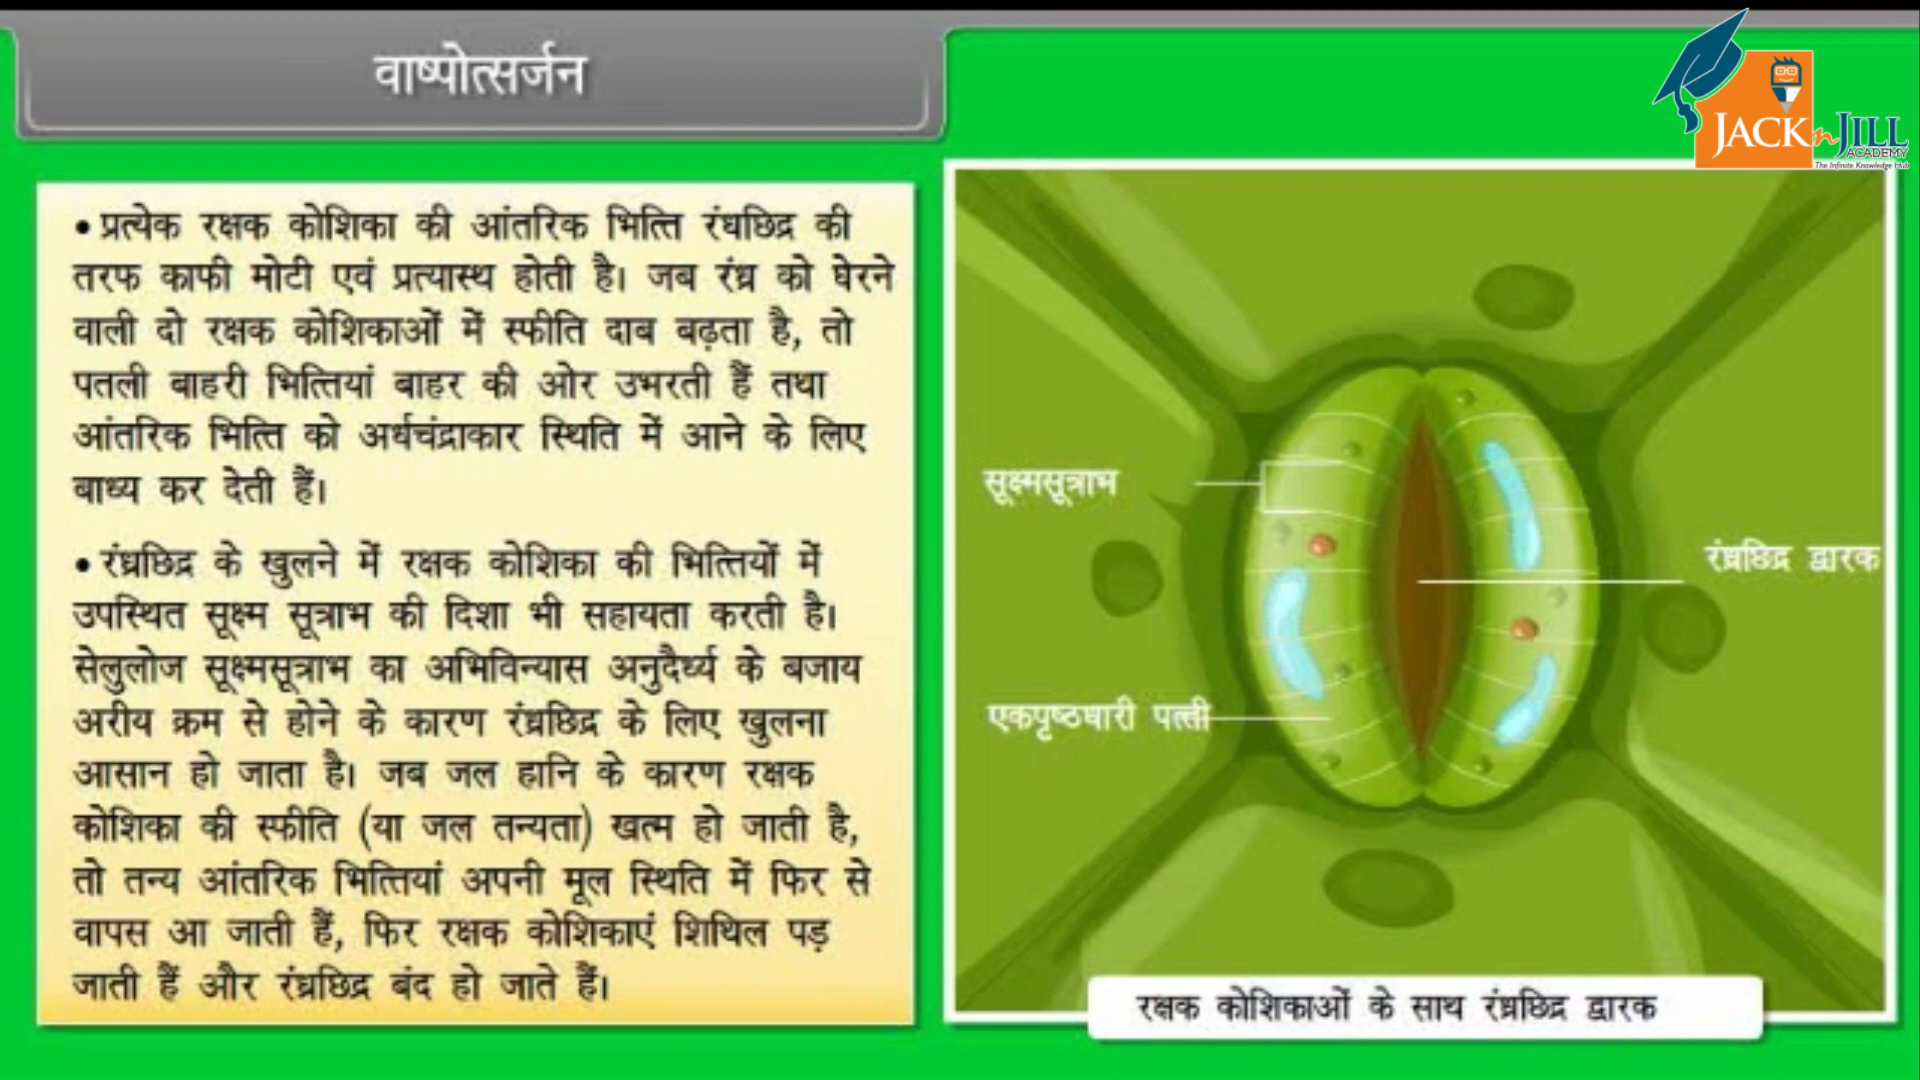 वाष्पोत्सर्जन
JACKnJILL
ACADEMY
The Infinite Knowledge Hub
• प्रत्येक रक्षक कोशिका की आंतरिक भित्ति रंधछिद्र की
तरफ काफी मोटी एवं प्रत्यास्थ होती है। जब रंध्र को घेरने
वाली दो रक्षक कोशिकाओं में स्फीति दाब बढ़ता है, तो
पतली बाहरी भित्तियां बाहर की ओर उभरती हैं तथा
आंतरिक भित्ति को अर्धचंद्राकार स्थिति में आने के लिए
बाध्य कर देती हैं।
• रंध्रछिद्र के खुलने में रक्षक कोशिका की भित्तियों में
उपस्थित सूक्ष्म सूत्राभ की दिशा भी सहायता करती है।
सेलुलोज सूक्ष्मसूत्राभ का अभिविन्यास अनुदैर्ध्य के बजाय
अरीय क्रम से होने के कारण रंध्रछिद्र के लिए खुलना
आसान हो जाता है। जब जल हानि के कारण रक्षक
कोशिका की स्फीति (या जल तन्यता) खत्म हो जाती है,
तो तन्य आंतरिक भित्तियां अपनी मूल स्थिति में फिर से
वापस आ जाती हैं, फिर रक्षक कोशिकाएं शिथिल पड़
जाती हैं और रंध्रछिद्र बंद हो जाते हैं।
सूक्ष्मसूत्राभ
रंध्रछिद्र द्वारक
एकपृष्ठधारी पत्ती
रक्षक कोशिकाओं के साथ रंध्रछिद्र द्वारक